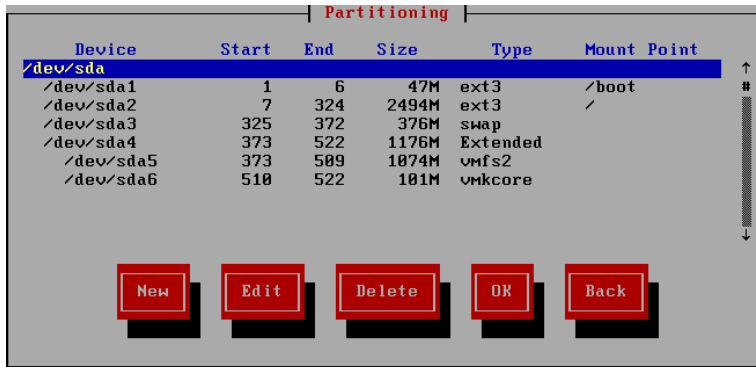 Partitioning
Device Start End Size Type Mount Point
/dev/sda
/dev/sda1 1 6 47M ext3 /boot
/dev/sda2 7 324 2494M ext3 /
/dev/sda3 325 372 376M swap
/dev/sda4 373 522 1176M Extended
/dev/sda5 373 509 1074M vmfs2
/dev/sda6 510 522 101M vmkcore
New Edit Delete OK Back